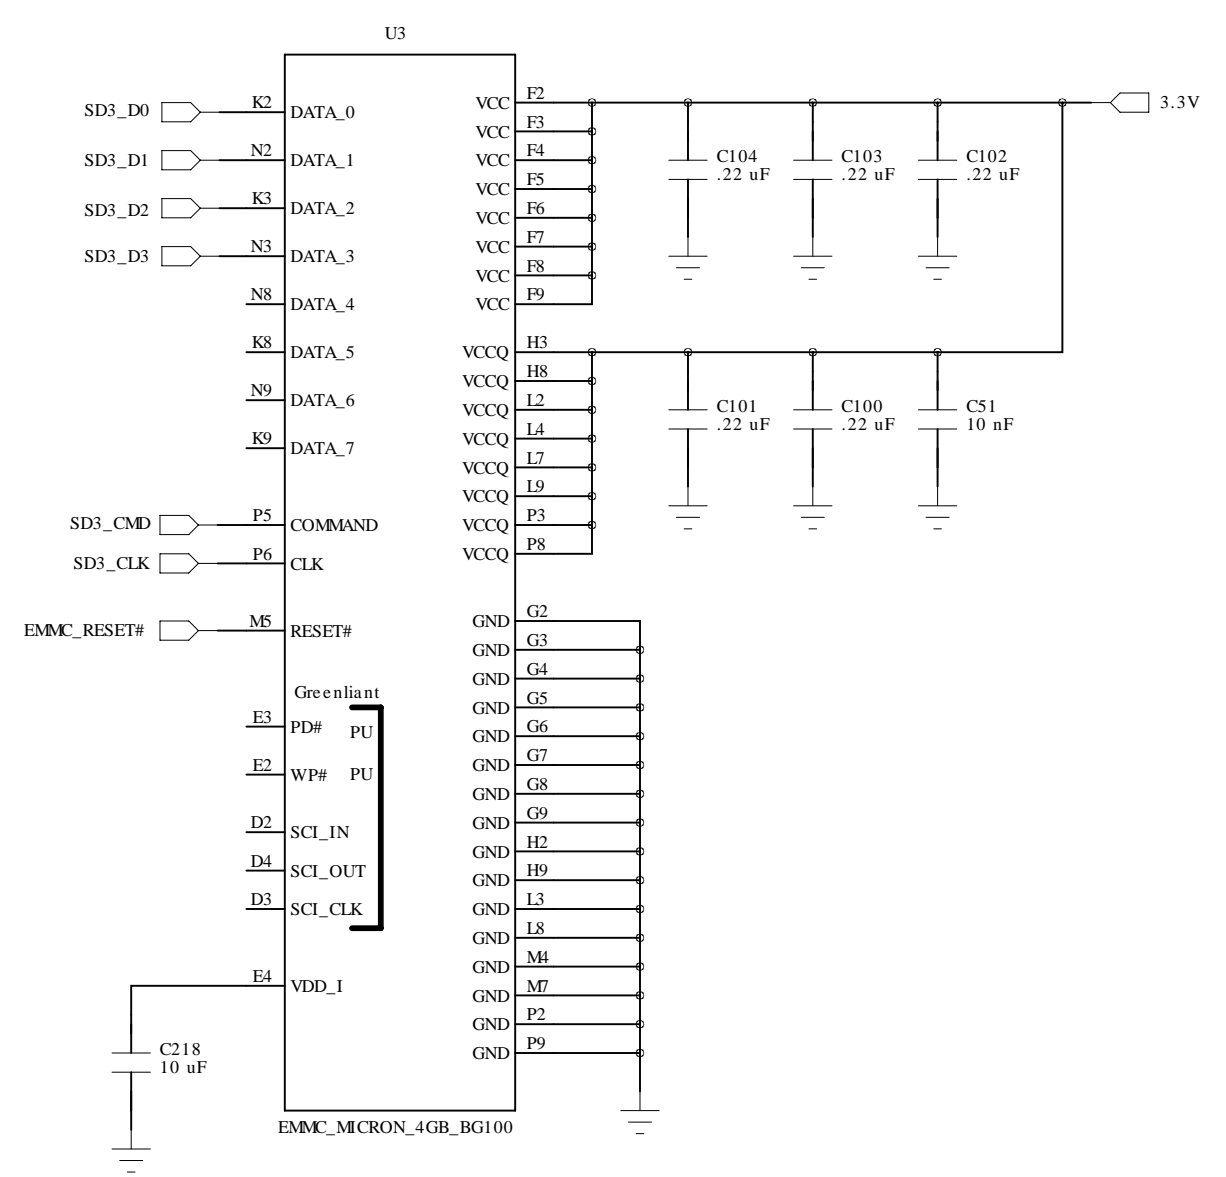 U3
SD3_D0 K2 DATA_0
SD3_D1 N2 DATA_1
SD3_D2 K3 DATA_2
SD3_D3 N3 DATA_3
N8 DATA_4
K8 DATA_5
N9 DATA_6
K9 DATA_7
SD3_CMD P5 COMMAND
SD3_CLK P6 CLK
EMMC_RESET# M5 RESET#
Greenliant
E3 PD# PU
E2 WP# PU
D2 SCI_IN
D4 SCI_OUT
D3 SCI_CLK
E4 VDD_I
C218
10 uF
VCC F2
VCC F3
VCC F4
VCC F5
VCC F6
VCC F7
VCC F8
VCC F9
VCCQ H3
VCCQ H8
VCCQ L2
VCCQ L4
VCCQ L7
VCCQ L9
VCCQ P3
VCCQ P8
GND G2
GND G3
GND G4
GND G5
GND G6
GND G7
GND G8
GND G9
GND H2
GND H9
GND L3
GND L8
GND M4
GND M7
GND P2
GND P9
3.3V
C104
.22 uF
C103
.22 uF
C102
.22 uF
C101
.22 uF
C100
.22 uF
C51
10 nF
EMMC_MICRON_4GB_BG100